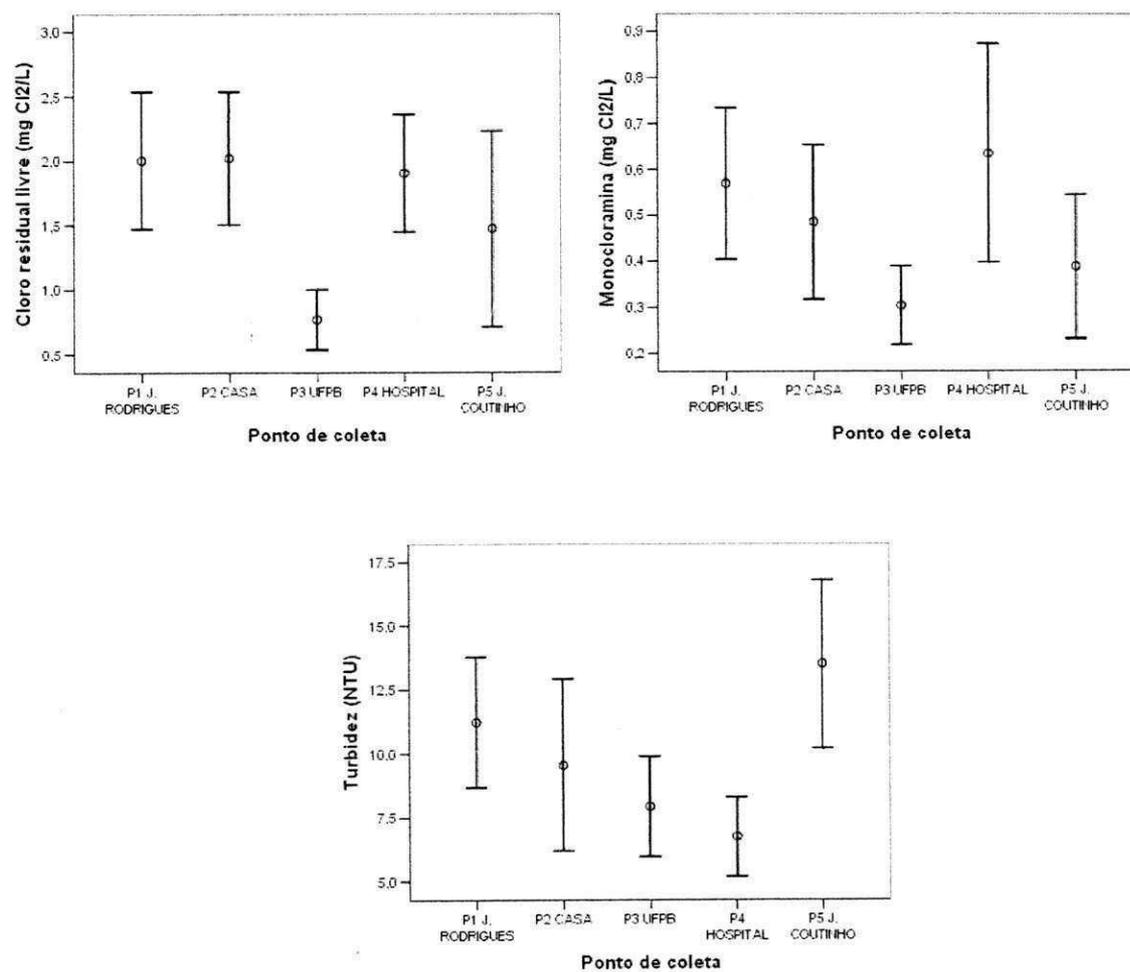 Cloro residual livre (mg Cl2/L)
3.0
2.5
2.0
1.5
1.0
0.5
P1 J. RODRIGUES
P2 CASA
P3 UFPB
P4 HOSPITAL
P5 J. COUTINHO
Ponto de coleta
Monocloramina (mg Cl2/L)
0.9
0.8
0.7
0.6
0.5
0.4
0.3
0.2
P1 J. RODRIGUES
P2 CASA
P3 UFPB
P4 HOSPITAL
P5 J. COUTINHO
Ponto de coleta
Turbidez (NTU)
17.5
15.0
12.5
10.0
7.5
5.0
P1 J. RODRIGUES
P2 CASA
P3 UFPB
P4 HOSPITAL
P5 J. COUTINHO
Ponto de coleta